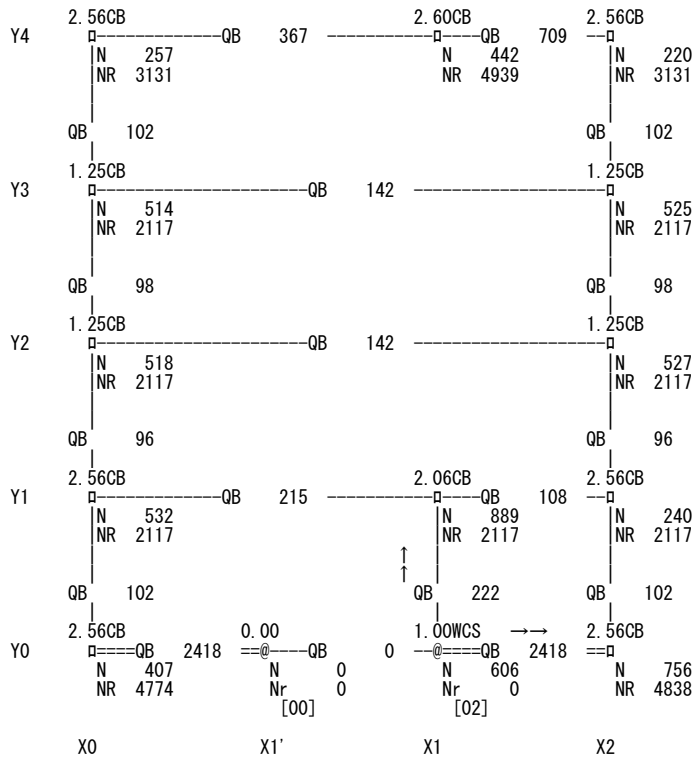 2.56CB 2.60CB 2.56CB
Y4 ¤-------------QB 367 -----------¤----QB 709 --¤
|N 257 N 442 |N 220
|NR 3131 NR 4939 |NR 3131
QB 102 QB 102
1.25CB 1.25CB
Y3 ¤----------------------QB 142 --------------------¤
|N 514 |N 525
|NR 2117 |NR 2117
QB 98 QB 98
1.25CB 1.25CB
Y2 ¤----------------------QB 142 --------------------¤
|N 518 |N 527
|NR 2117 |NR 2117
QB 96 QB 96
2.56CB 2.06CB 2.56CB
Y1 ¤-------------QB 215 -----------¤----QB 108 --¤
|N 532 |N 889 |N 240
|NR 2117 |NR 2117 |NR 2117
↑ |
↑ |
QB 102 QB 222 QB 102
2.56CB 0.00 1.00WCS →→ 2.56CB
Y0 ¤====QB 2418 ==@----QB 0 --@====QB 2418 ==¤
N 407 N 0 N 606 N 756
NR 4774 Nr 0 Nr 0 NR 4838
[00] [02]
X0 X1' X1 X2